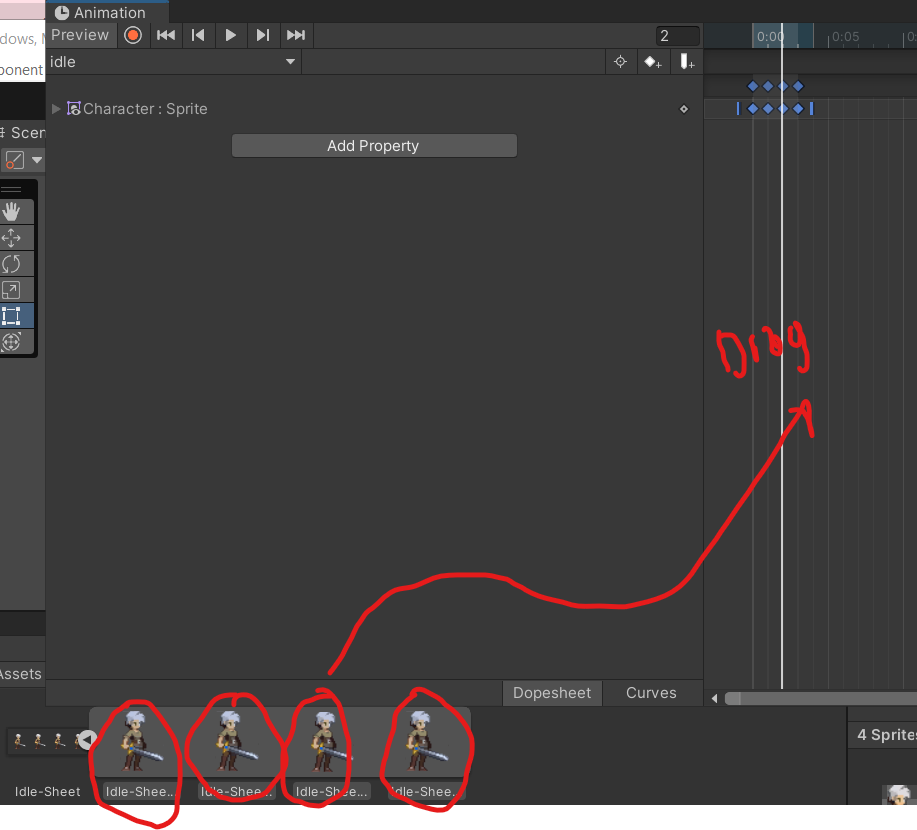 Animation
dows, M
Preview
2
0:00
0:05
0:
ponent
idle
Character : Sprite
Scen
Add Property
Drag
Assets
Dopesheet
Curves
4 Sprites
Idle-Sheet
Idle-Shee...
Idle-Shee...
Idle-Shee...
Idle-Shee...